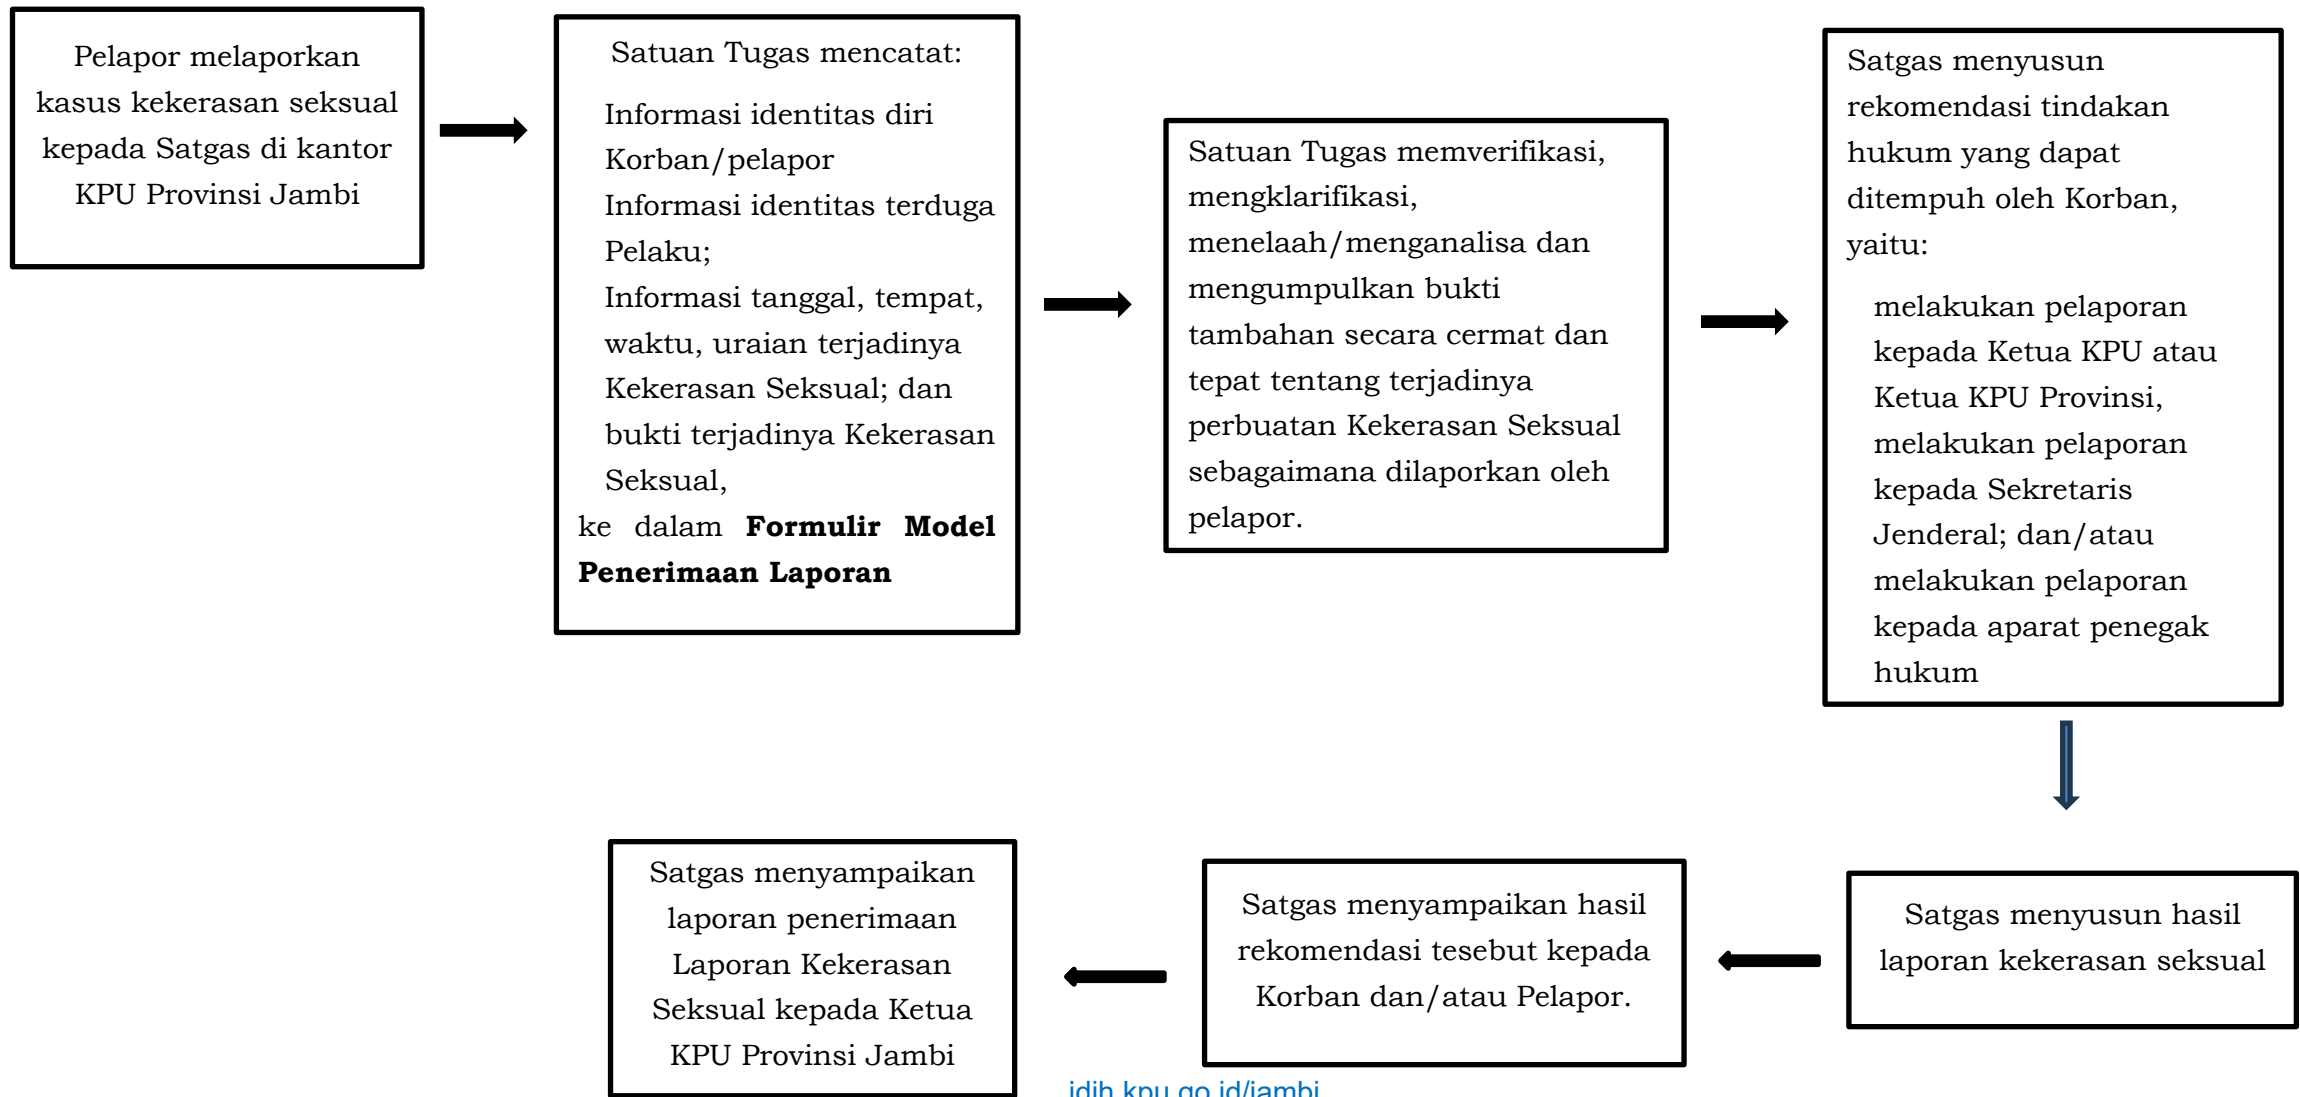 Pelapor melaporkan
kasus kekerasan seksual
kepada Satgas di kantor
KPU Provinsi Jambi
Satuan Tugas mencatat:
Informasi identitas diri
Korban/pelapor
Informasi identitas terduga
Pelaku;
Informasi tanggal, tempat,
waktu, uraian terjadinya
Kekerasan Seksual; dan
bukti terjadinya Kekerasan
Seksual,
ke dalam Formulir Model
Penerimaan Laporan
Satuan Tugas memverifikasi,
mengklarifikasi,
menelaah/menganalisa dan
mengumpulkan bukti
tambahan secara cermat dan
tepat tentang terjadinya
perbuatan Kekerasan Seksual
sebagaimana dilaporkan oleh
pelapor.
Satgas menyusun
rekomendasi tindakan
hukum yang dapat
ditempuh oleh Korban,
yaitu:
melakukan pelaporan
kepada Ketua KPU atau
Ketua KPU Provinsi,
melakukan pelaporan
kepada Sekretaris
Jenderal; dan/atau
melakukan pelaporan
kepada aparat penegak
hukum
Satgas menyusun hasil
laporan kekerasan seksual
Satgas menyampaikan hasil
rekomendasi tesebut kepada
Korban dan/atau Pelapor.
Satgas menyampaikan
laporan penerimaan
Laporan Kekerasan
Seksual kepada Ketua
KPU Provinsi Jambi
jdih.kpu.go.id/jambi